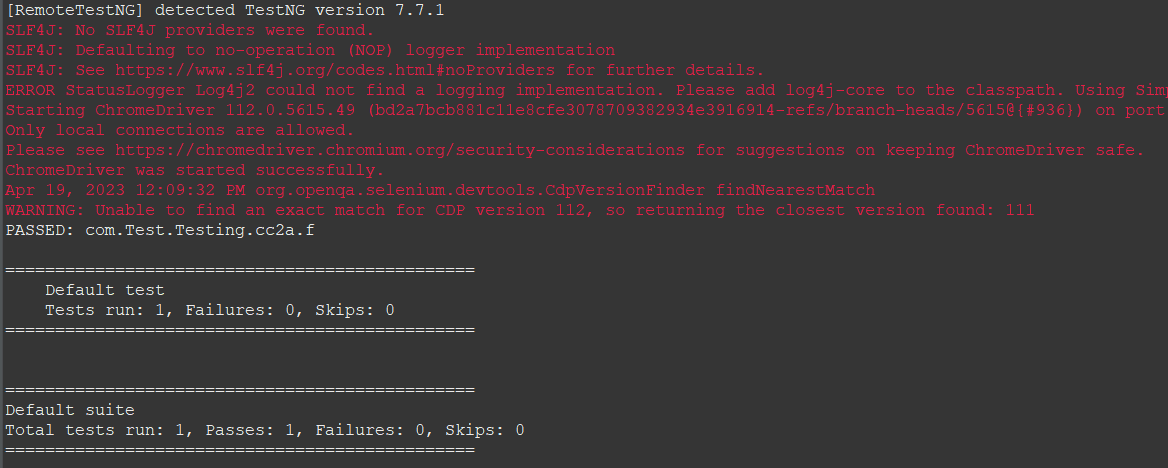 [RemoteTestNG] detected TestNG version 7.7.1
SLF4J: No SLF4J providers were found.
SLF4J: Defaulting to no-operation (NOP) logger implementation
SLF4J: See https://www.slf4j.org/codes.html#noProviders for further details.
ERROR StatusLogger Log4j2 could not find a logging implementation. Please add log4j-core to the classpath. Using
Starting ChromeDriver 112.0.5615.49 (bd2a7bcb881c11e8cfe3078709382934e3916914-refs/branch-heads/5615@{#936}) on port
Only local connections are allowed.
Please see https://chromedriver.chromium.org/security-considerations for suggestions on keeping ChromeDriver safe.
ChromeDriver was started successfully.
Apr 19, 2023 12:09:32 PM org.openqa.selenium.devtools.CdpVersionFinder findNearestMatch
WARNING: Unable to find an exact match for CDP version 112, so returning the closest version found: 111
PASSED: com.Test.Testing.cc2a.f
===============================================
Default test
Tests run: 1, Failures: 0, Skips: 0
===============================================
===============================================
Default suite
Total tests run: 1, Passes: 1, Failures: 0, Skips: 0
===============================================